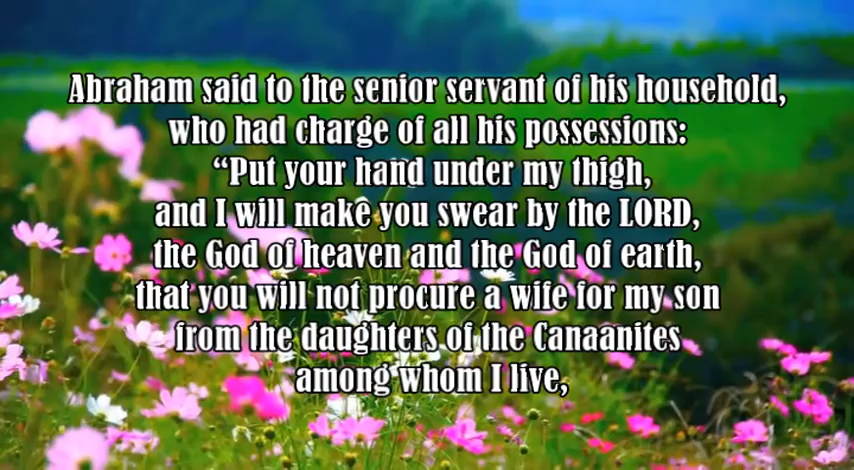 Abraham said to the senior servant of his household,
who had charge of all his possessions:
“Put your hand under my thigh,
and I will make you swear by the LORD,
the God of heaven and the God of earth,
that you will not procure a wife for my son
from the daughters of the Canaanites
among whom I live,